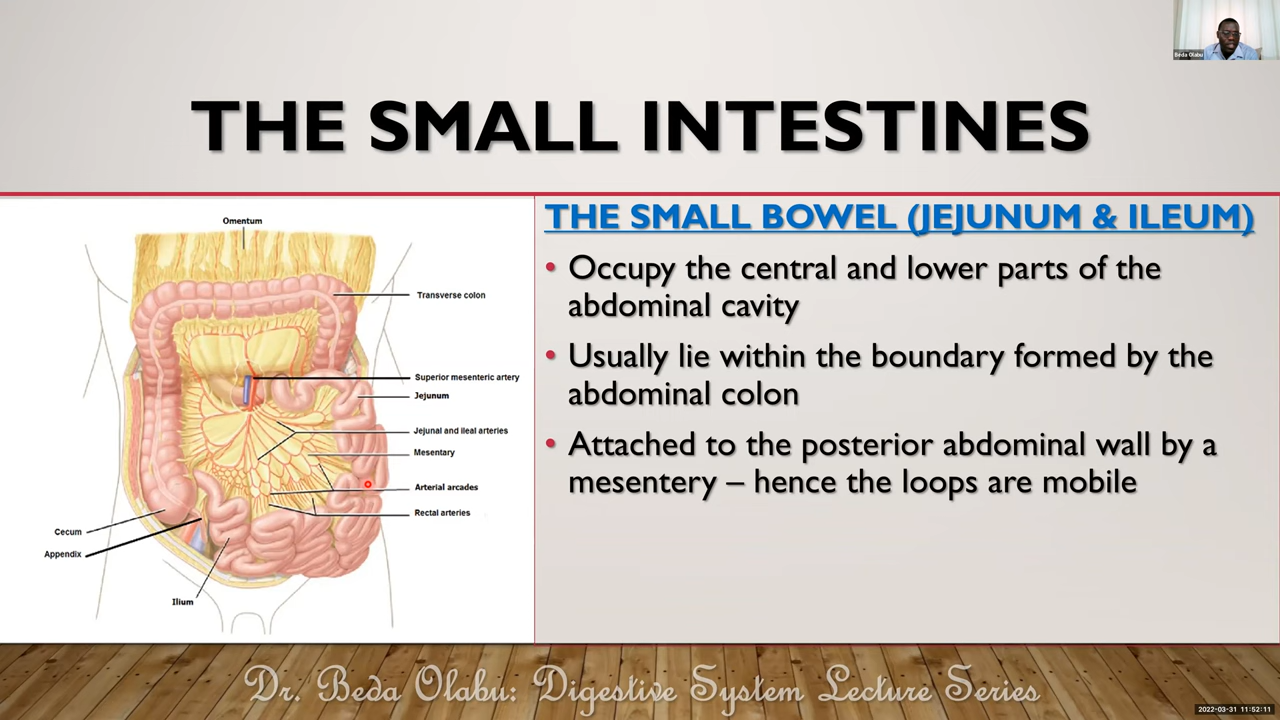 Beda Olabu
THE SMALL INTESTINES
Omentum
Transverse colon
Superior mesenteric artery
Jejunum
Jejunal and ileal arteries
Mesentary
Arterial arcades
Rectal arteries
Cecum
Appendix
Ilium
THE SMALL BOWEL (JEJUNUM & ILEUM)
• Occupy the central and lower parts of the
abdominal cavity
• Usually lie within the boundary formed by the
abdominal colon
• Attached to the posterior abdominal wall by a
mesentery – hence the loops are mobile
Dr. Beda Olabu: Digestive System Lecture Series
2022-03-31 11:52:11